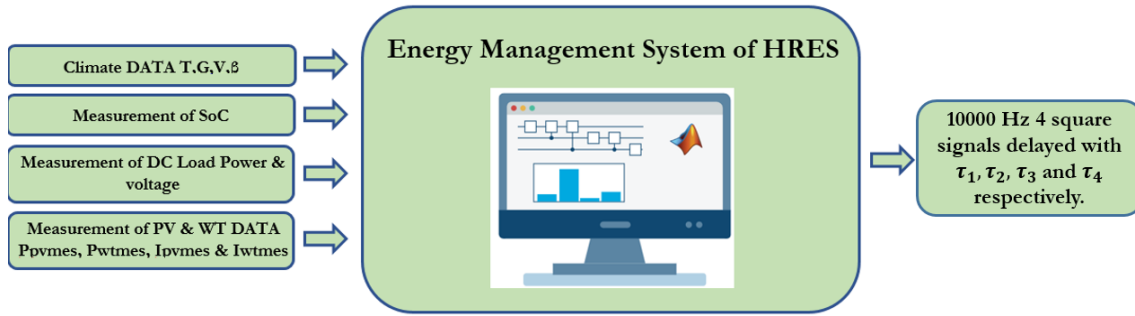 Energy Management System of HRES
Climate DATA T,G,V,ß
Measurement of SoC
Measurement of DC Load Power &
voltage
Measurement of PV & WT DATA
Ppvmes, Pwtmes, Ipvmes & Iwtmes
10000 Hz 4 square
signals delayed with
τ₁, τ₂, τ₃ and τ₄
respectively.